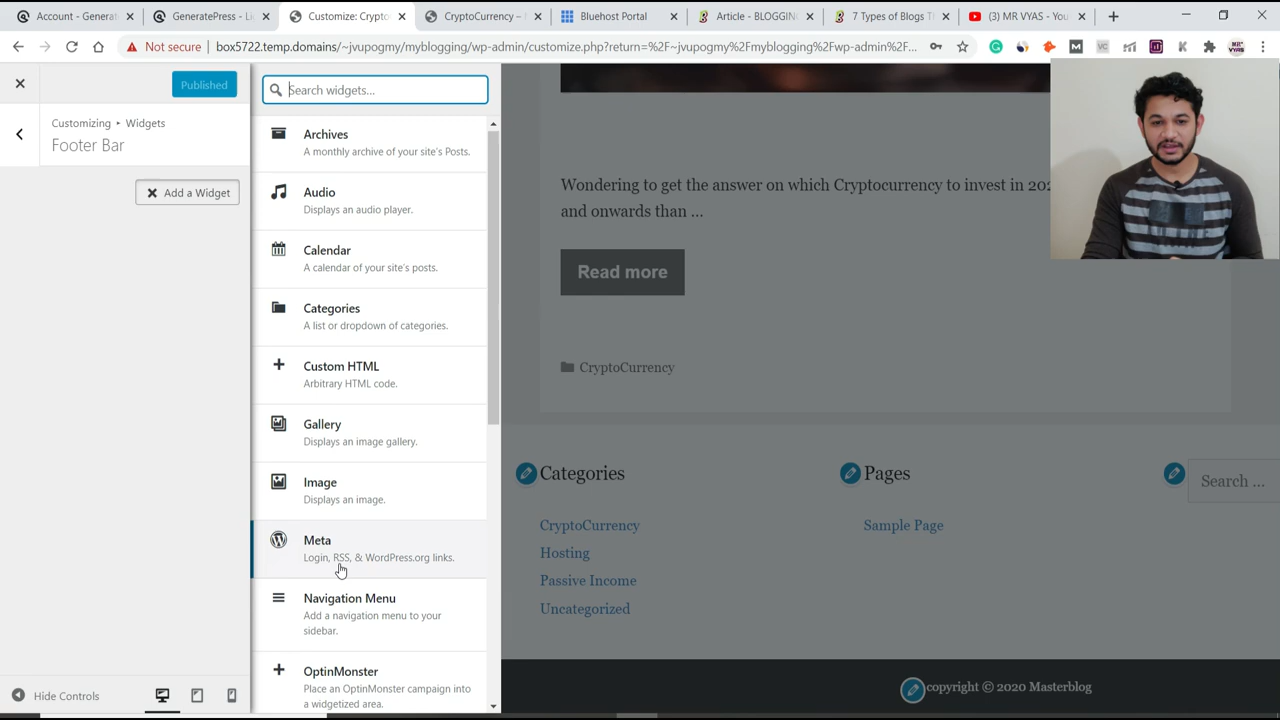 Account - Genera
GeneratePress - Li
Customize: Crypto
CryptoCurrency –
Bluehost Portal
Article - BLOGGIN
7 Types of Blogs T
(3) MR VYAS - You
Not secure
box5722.temp.domains/~jvupogmy/myblogging/wp-admin/customize.php?return=%2F~jvupogmy%2Fmyblogging%2Fwp-admin%2F...
Published
Search widgets...
Customizing ▸ Widgets
Footer Bar
Add a Widget
Archives
A monthly archive of your site's Posts.
Audio
Displays an audio player.
Calendar
A calendar of your site's posts.
Categories
A list or dropdown of categories.
Custom HTML
Arbitrary HTML code.
Gallery
Displays an image gallery.
Image
Displays an image.
Meta
Login, RSS, & WordPress.org links.
Navigation Menu
Add a navigation menu to your
sidebar.
OptinMonster
Place an OptinMonster campaign into
a widgetized area.
Hide Controls
Wondering to get the answer on which Cryptocurrency to invest in 202
and onwards than ...
Read more
CryptoCurrency
Categories
CryptoCurrency
Hosting
Passive Income
Uncategorized
Pages
Sample Page
Search ...
copyright © 2020 Masterblog